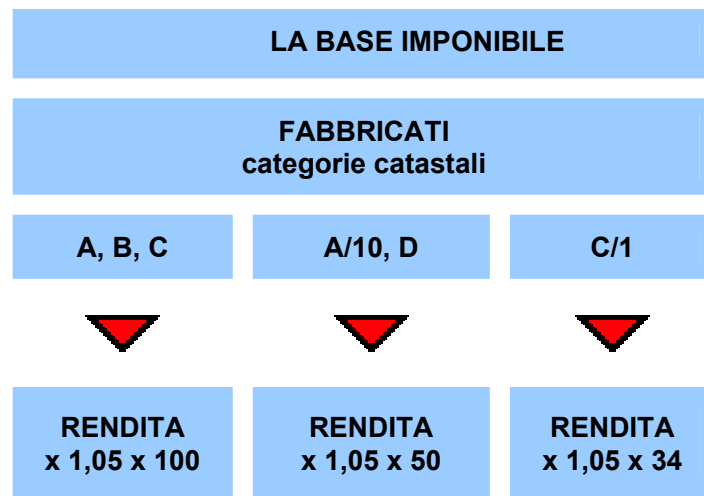 LA BASE IMPONIBILE
FABBRICATI
categorie catastali
A, B, C
A/10, D
C/1
RENDITA
x 1,05 x 100
RENDITA
x 1,05 x 50
RENDITA
x 1,05 x 34